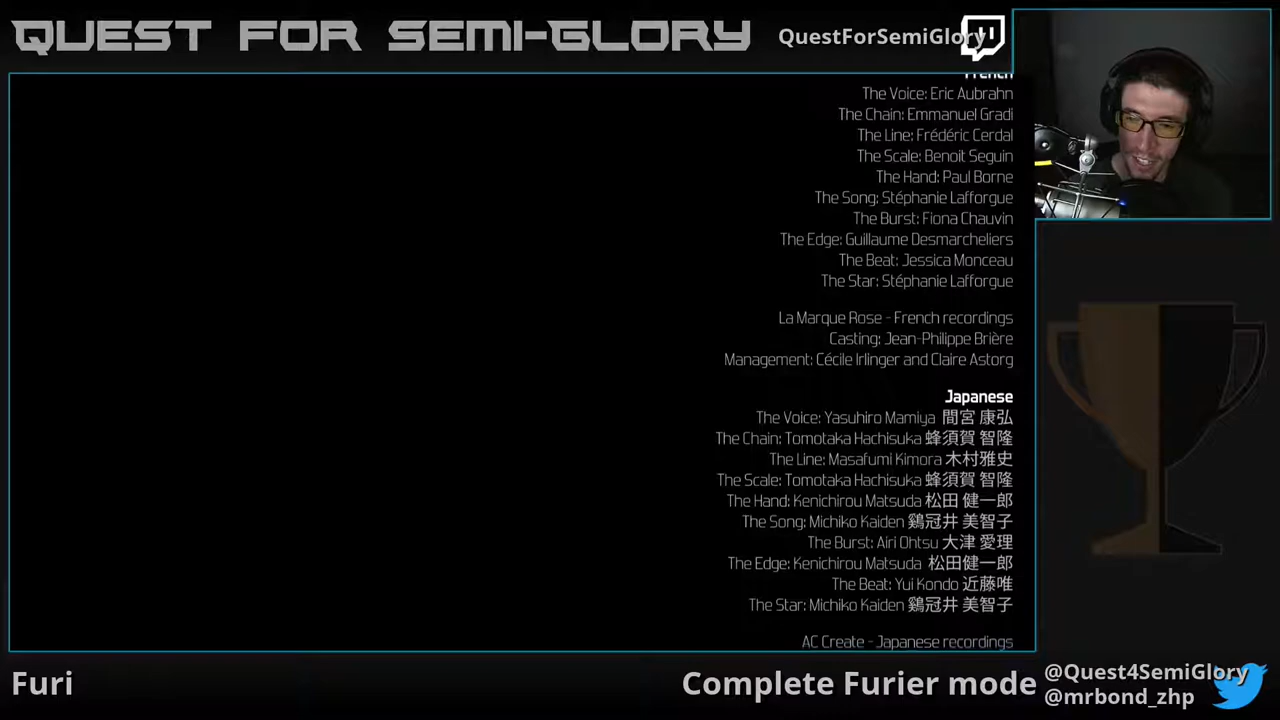 QUEST FOR SEMI-GLORY
QuestForSemiGlory
French
The Voice: Eric Aubrahn
The Chain: Emmanuel Gradi
The Line: Frédéric Cerdal
The Scale: Benoit Seguin
The Hand: Paul Borne
The Song: Stéphanie Lafforgue
The Burst: Fiona Chauvin
The Edge: Guillaume Desmarcheliers
The Beat: Jessica Monceau
The Star: Stéphanie Lafforgue
La Marque Rose - French recordings
Casting: Jean-Philippe Brière
Management: Cécile Irlinger and Claire Astorg
Japanese
The Voice: Yasuhiro Mamiya 間宮 康弘
The Chain: Tomotaka Hachisuka 蜂須賀 智隆
The Line: Masafumi Kimora 木村雅史
The Scale: Tomotaka Hachisuka 蜂須賀 智隆
The Hand: Kenichirou Matsuda 松田 健一郎
The Song: Michiko Kaiden 鷄冠井 美智子
The Burst: Airi Ohtsu 大津 愛理
The Edge: Kenichirou Matsuda 松田健一郎
The Beat: Yui Kondo 近藤唯
The Star: Michiko Kaiden 鷄冠井 美智子
AC Create - Japanese recordings
Furi
Complete Furier mode
@Quest4SemiGlory
@mrbond_zhp